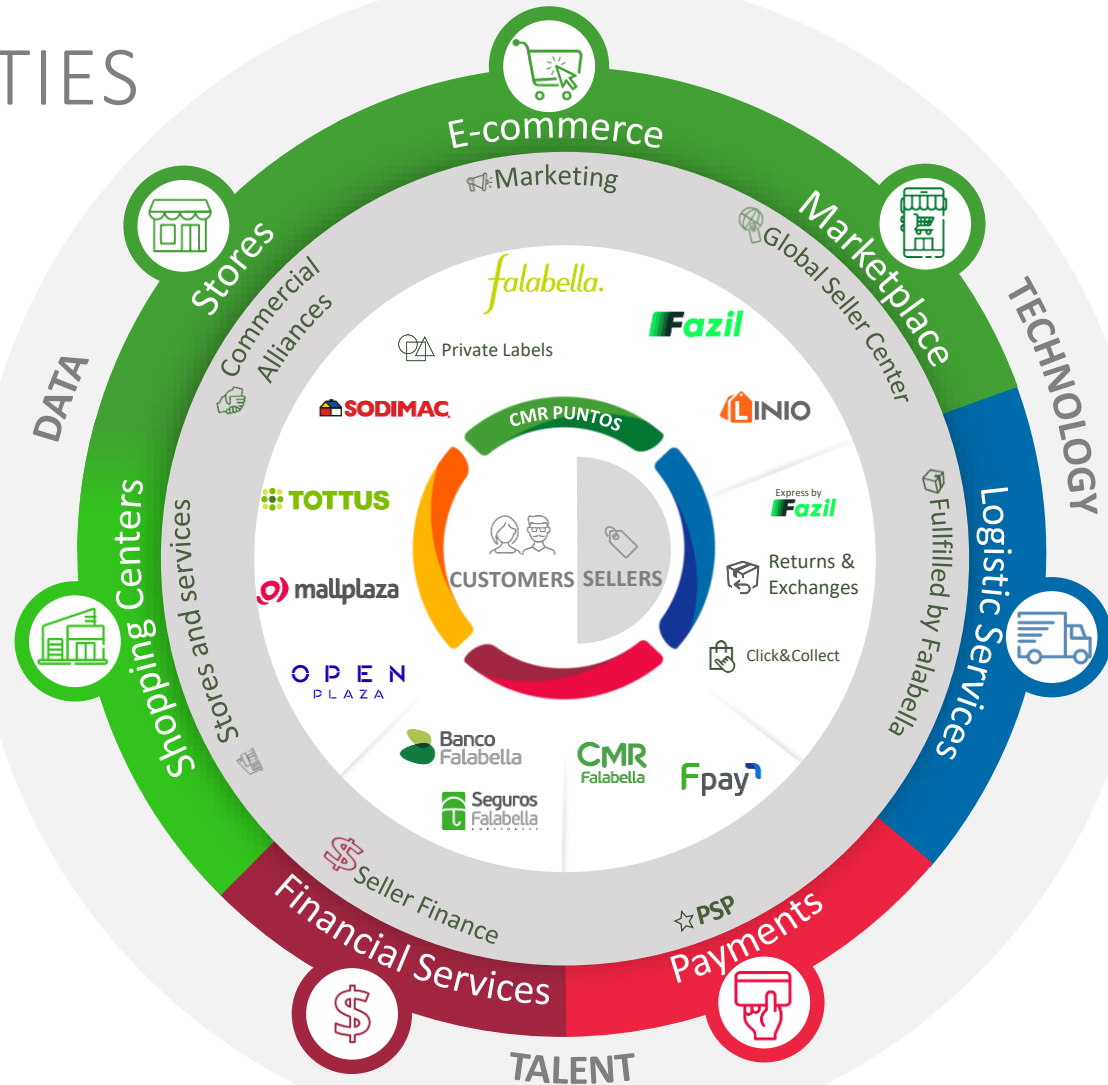 TIES
E-commerce
Marketing
Marketplace
Global Seller Center
Stores
Commercial
Alliances
DATA
TECHNOLOGY
falabella.
Fazil
Private Labels
SODIMAC
LINIO
CMR PUNTOS
TOTTUS
Express by
Fazil
CUSTOMERS
SELLERS
Returns &
Exchanges
mallplaza
Click&Collect
OPEN
PLAZA
Shopping Centers
Stores and services
Logistic Services
Fullfilled by Falabella
Banco
Falabella
CMR
Falabella
Fpay
Seguros
Falabella
Seller Finance
Financial Services
PSP
Payments
TALENT